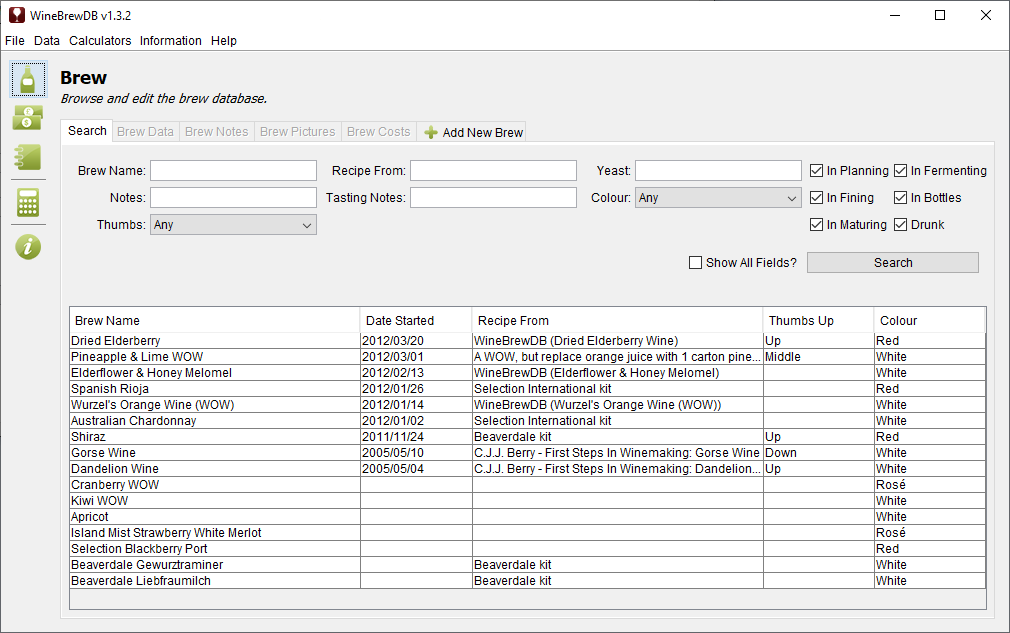 WineBrewDB v1.3.2
File Data Calculators Information Help
Brew
Browse and edit the brew database.
Search Brew Data Brew Notes Brew Pictures Brew Costs Add New Brew
Brew Name: Recipe From: Yeast: In Planning In Fermenting
Notes: Tasting Notes: Colour: Any In Fining In Bottles
Thumbs: Any In Maturing Drunk
Show All Fields? Search
Brew Name Date Started Recipe From Thumbs Up Colour
Dried Elderberry 2012/03/20 WineBrewDB (Dried Elderberry Wine) Up Red
Pineapple & Lime WOW 2012/03/01 A WOW, but replace orange juice with 1 carton pine... Middle White
Elderflower & Honey Melomel 2012/02/13 WineBrewDB (Elderflower & Honey Melomel) White
Spanish Rioja 2012/01/26 Selection International kit Red
Wurzel's Orange Wine (WOW) 2012/01/14 WineBrewDB (Wurzel's Orange Wine (WOW)) White
Australian Chardonnay 2012/01/02 Selection International kit White
Shiraz 2011/11/24 Beaverdale kit Up Red
Gorse Wine 2005/05/10 C.J.J. Berry - First Steps In Winemaking: Gorse Wine Down White
Dandelion Wine 2005/05/04 C.J.J. Berry - First Steps In Winemaking: Dandelion... Up White
Cranberry WOW Rosé
Kiwi WOW White
Apricot White
Island Mist Strawberry White Merlot Rosé
Selection Blackberry Port Red
Beaverdale Gewurztraminer Beaverdale kit White
Beaverdale Liebfraumilch Beaverdale kit White